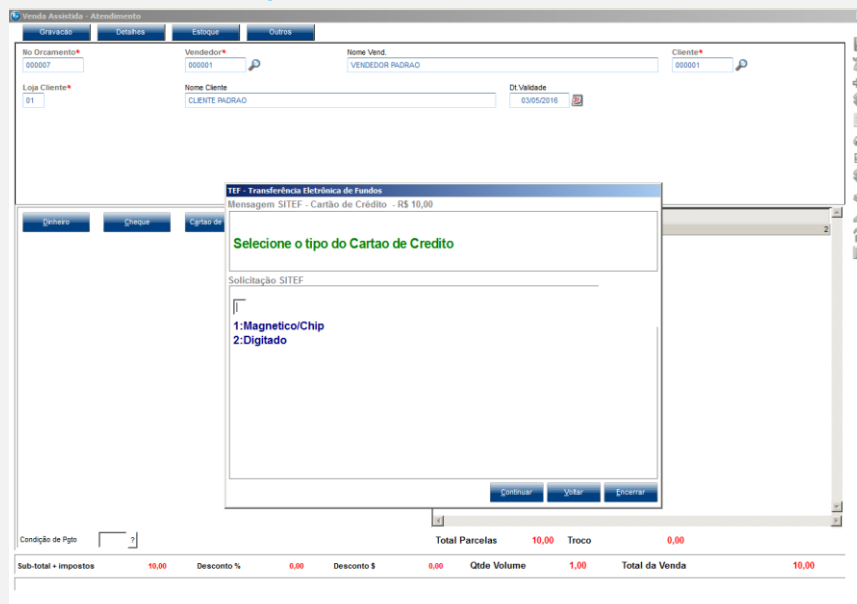 Venda Assistida - Atendimento
Gravacão Detalhes Estoque Outros
No Orcamento* Vendedor* Nome Vend. Cliente*
000007 000001 VENDEDOR PADRAO 000001
Loja Cliente* Nome Cliente Dt.Validade
01 CLIENTE PADRAO 03/05/2016
TEF - Transferência Eletrônica de Fundos
Mensagem SITEF - Cartão de Crédito - R$ 10,00
Dinheiro Cheque Cartao de
2
Selecione o tipo do Cartao de Credito
Solicitação SITEF
1:Magnetico/Chip
2:Digitado
Continuar Voltar Encerrar
Condição de Pgto ? Total Parcelas 10,00 Troco 0,00
Sub-total + impostos 10,00 Desconto % 0,00 Desconto $ 0,00 Qtde Volume 1,00 Total da Venda 10,00